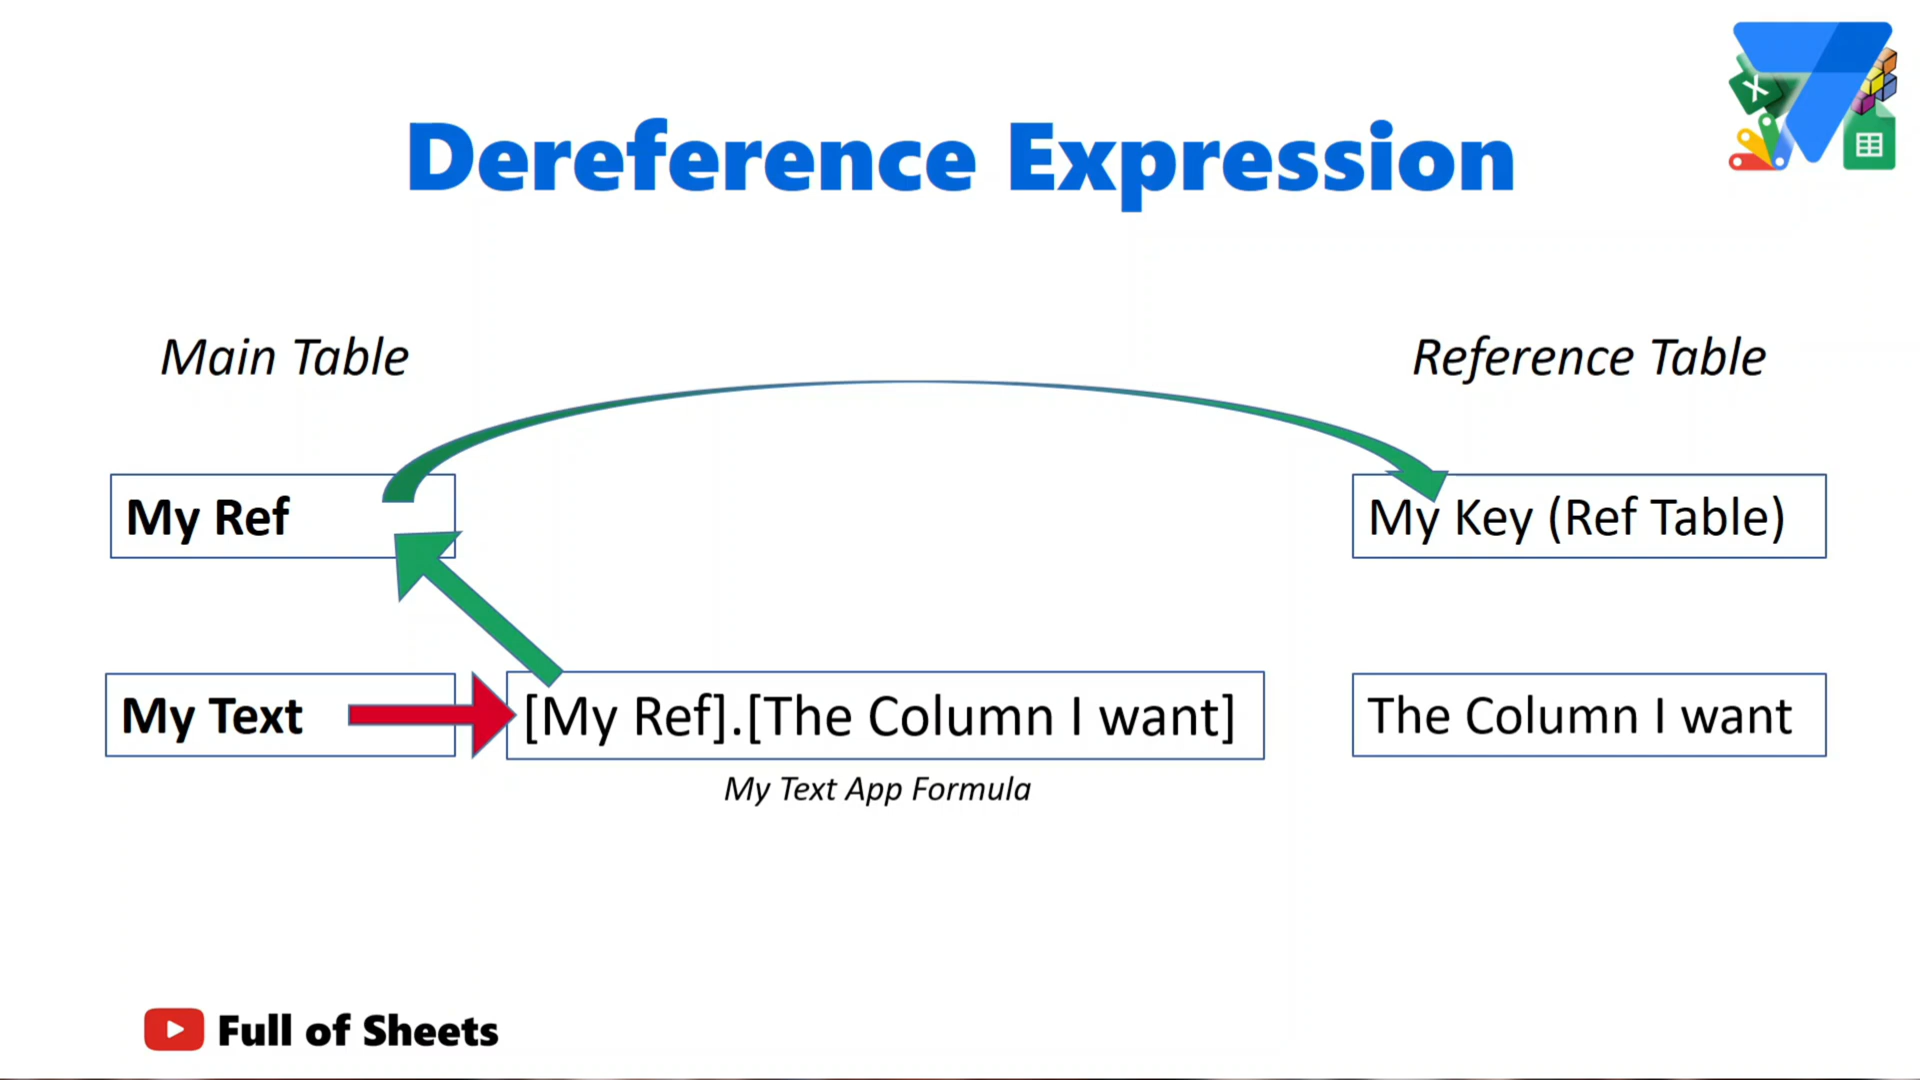 Dereference Expression
Main Table
Reference Table
My Ref
My Key (Ref Table)
My Text
[My Ref].[The Column I want]
The Column I want
My Text App Formula
Full of Sheets